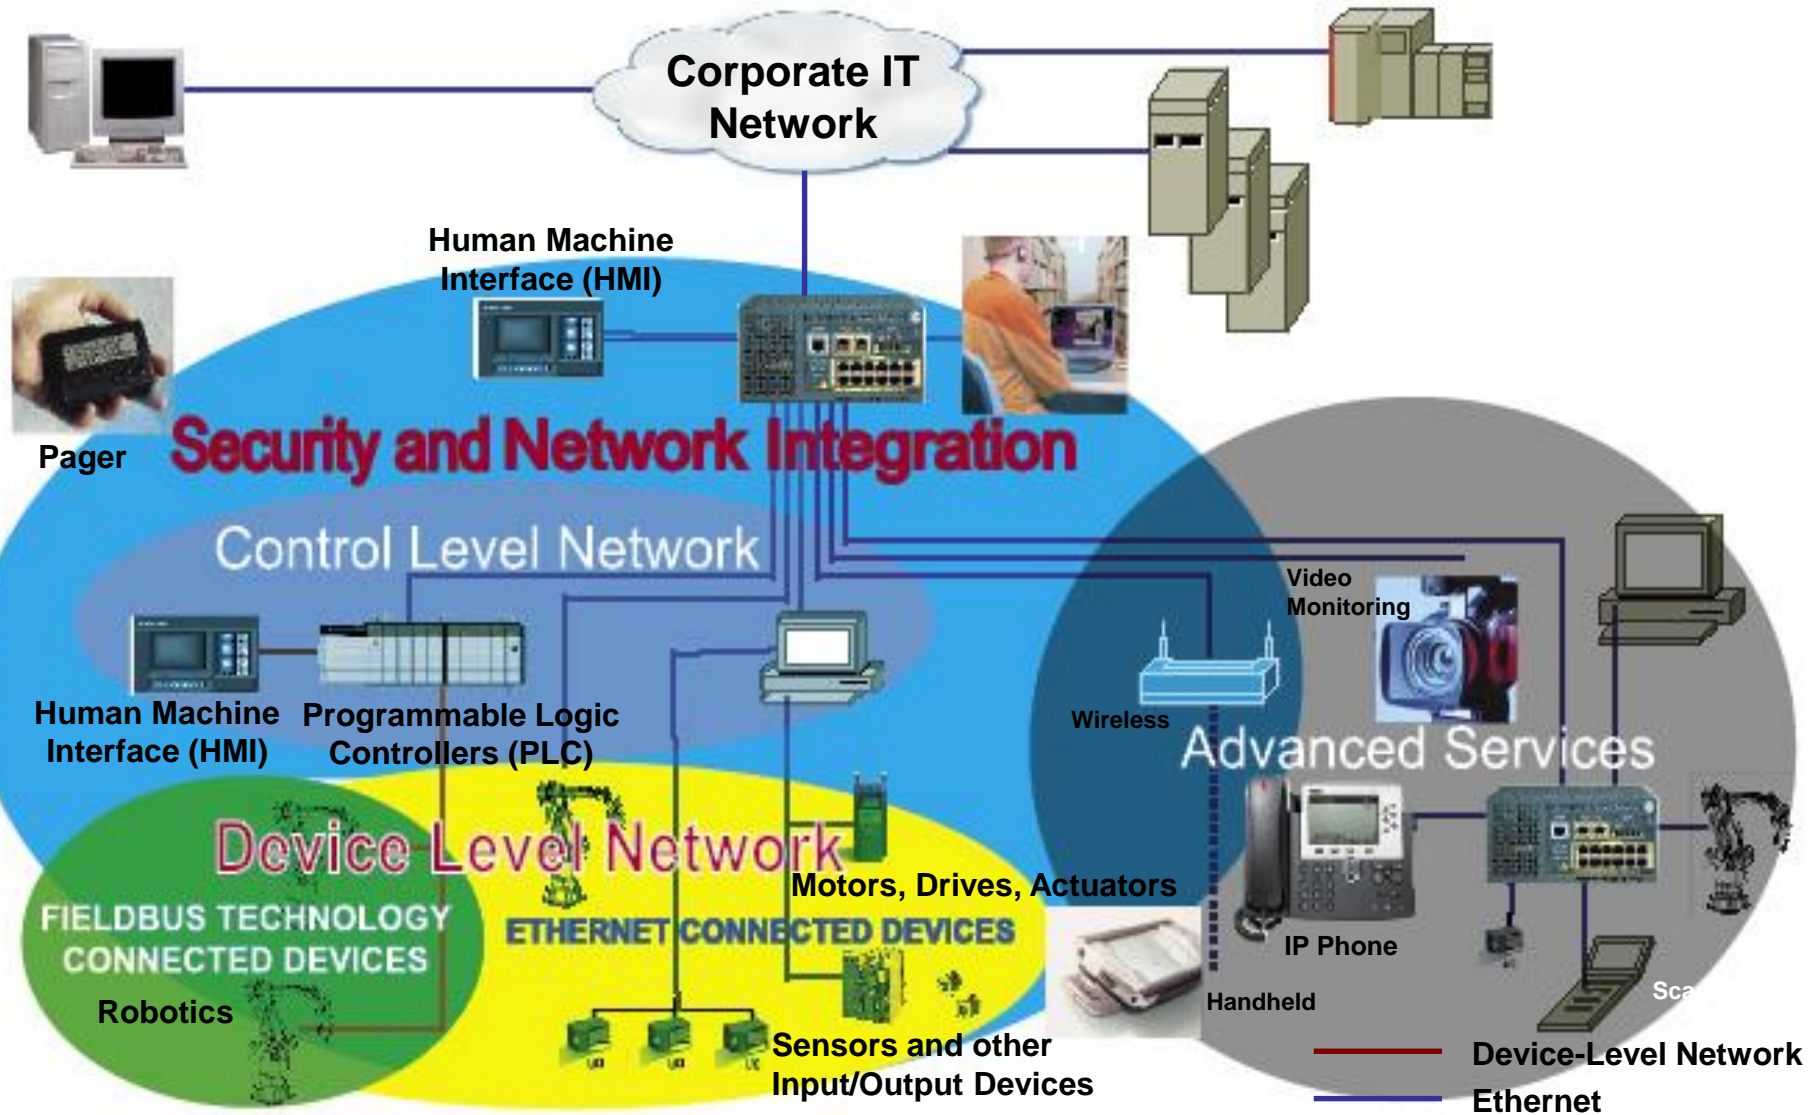 Corporate IT
Network
Human Machine
Interface (HMI)
Pager
Security and Network Integration
Control Level Network
Video
Monitoring
Human Machine
Interface (HMI)
Programmable Logic
Controllers (PLC)
Wireless
Advanced Services
Device Level Network
Motors, Drives, Actuators
FIELDBUS TECHNOLOGY
CONNECTED DEVICES
ETHERNET CONNECTED DEVICES
IP Phone
Robotics
Handheld
Sca
Sensors and other
Input/Output Devices
Device-Level Network
Ethernet